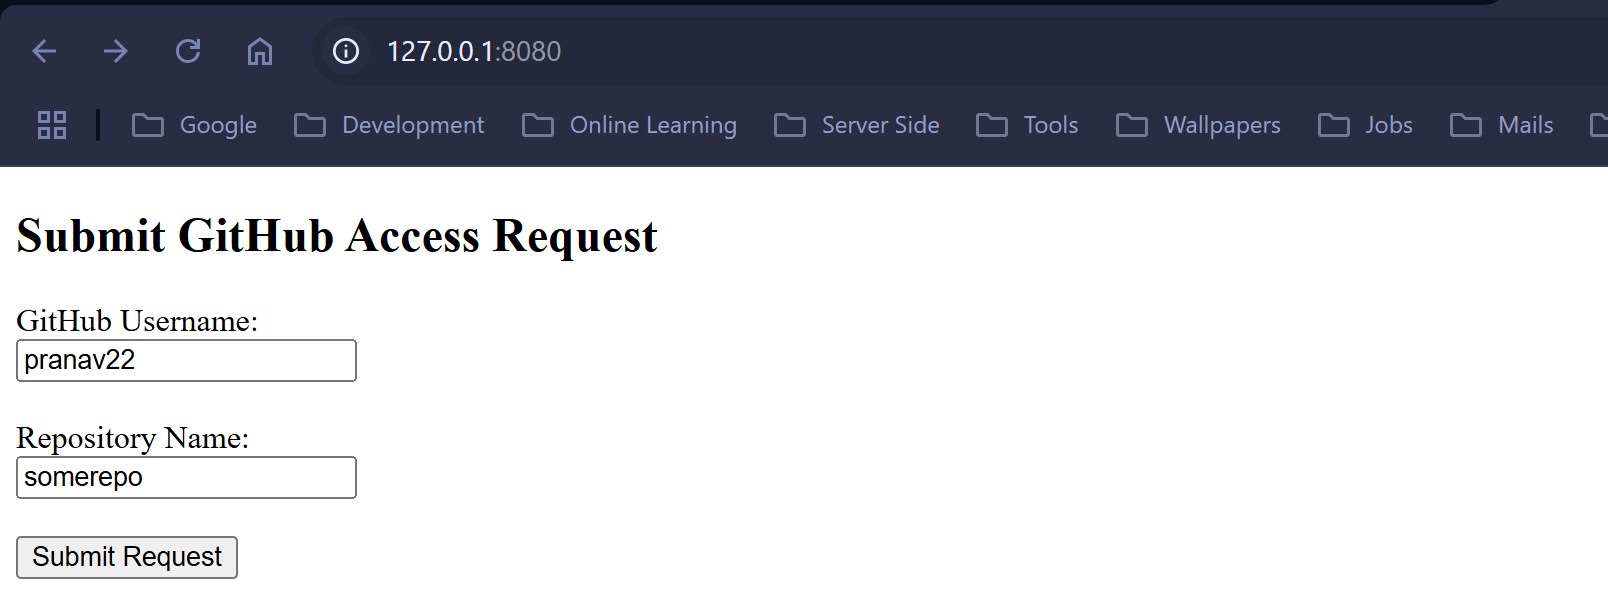 127.0.0.1:8080
Google Development Online Learning Server Side Tools Wallpapers Jobs Mails
Submit GitHub Access Request
GitHub Username:
pranav22
Repository Name:
somerepo
Submit Request